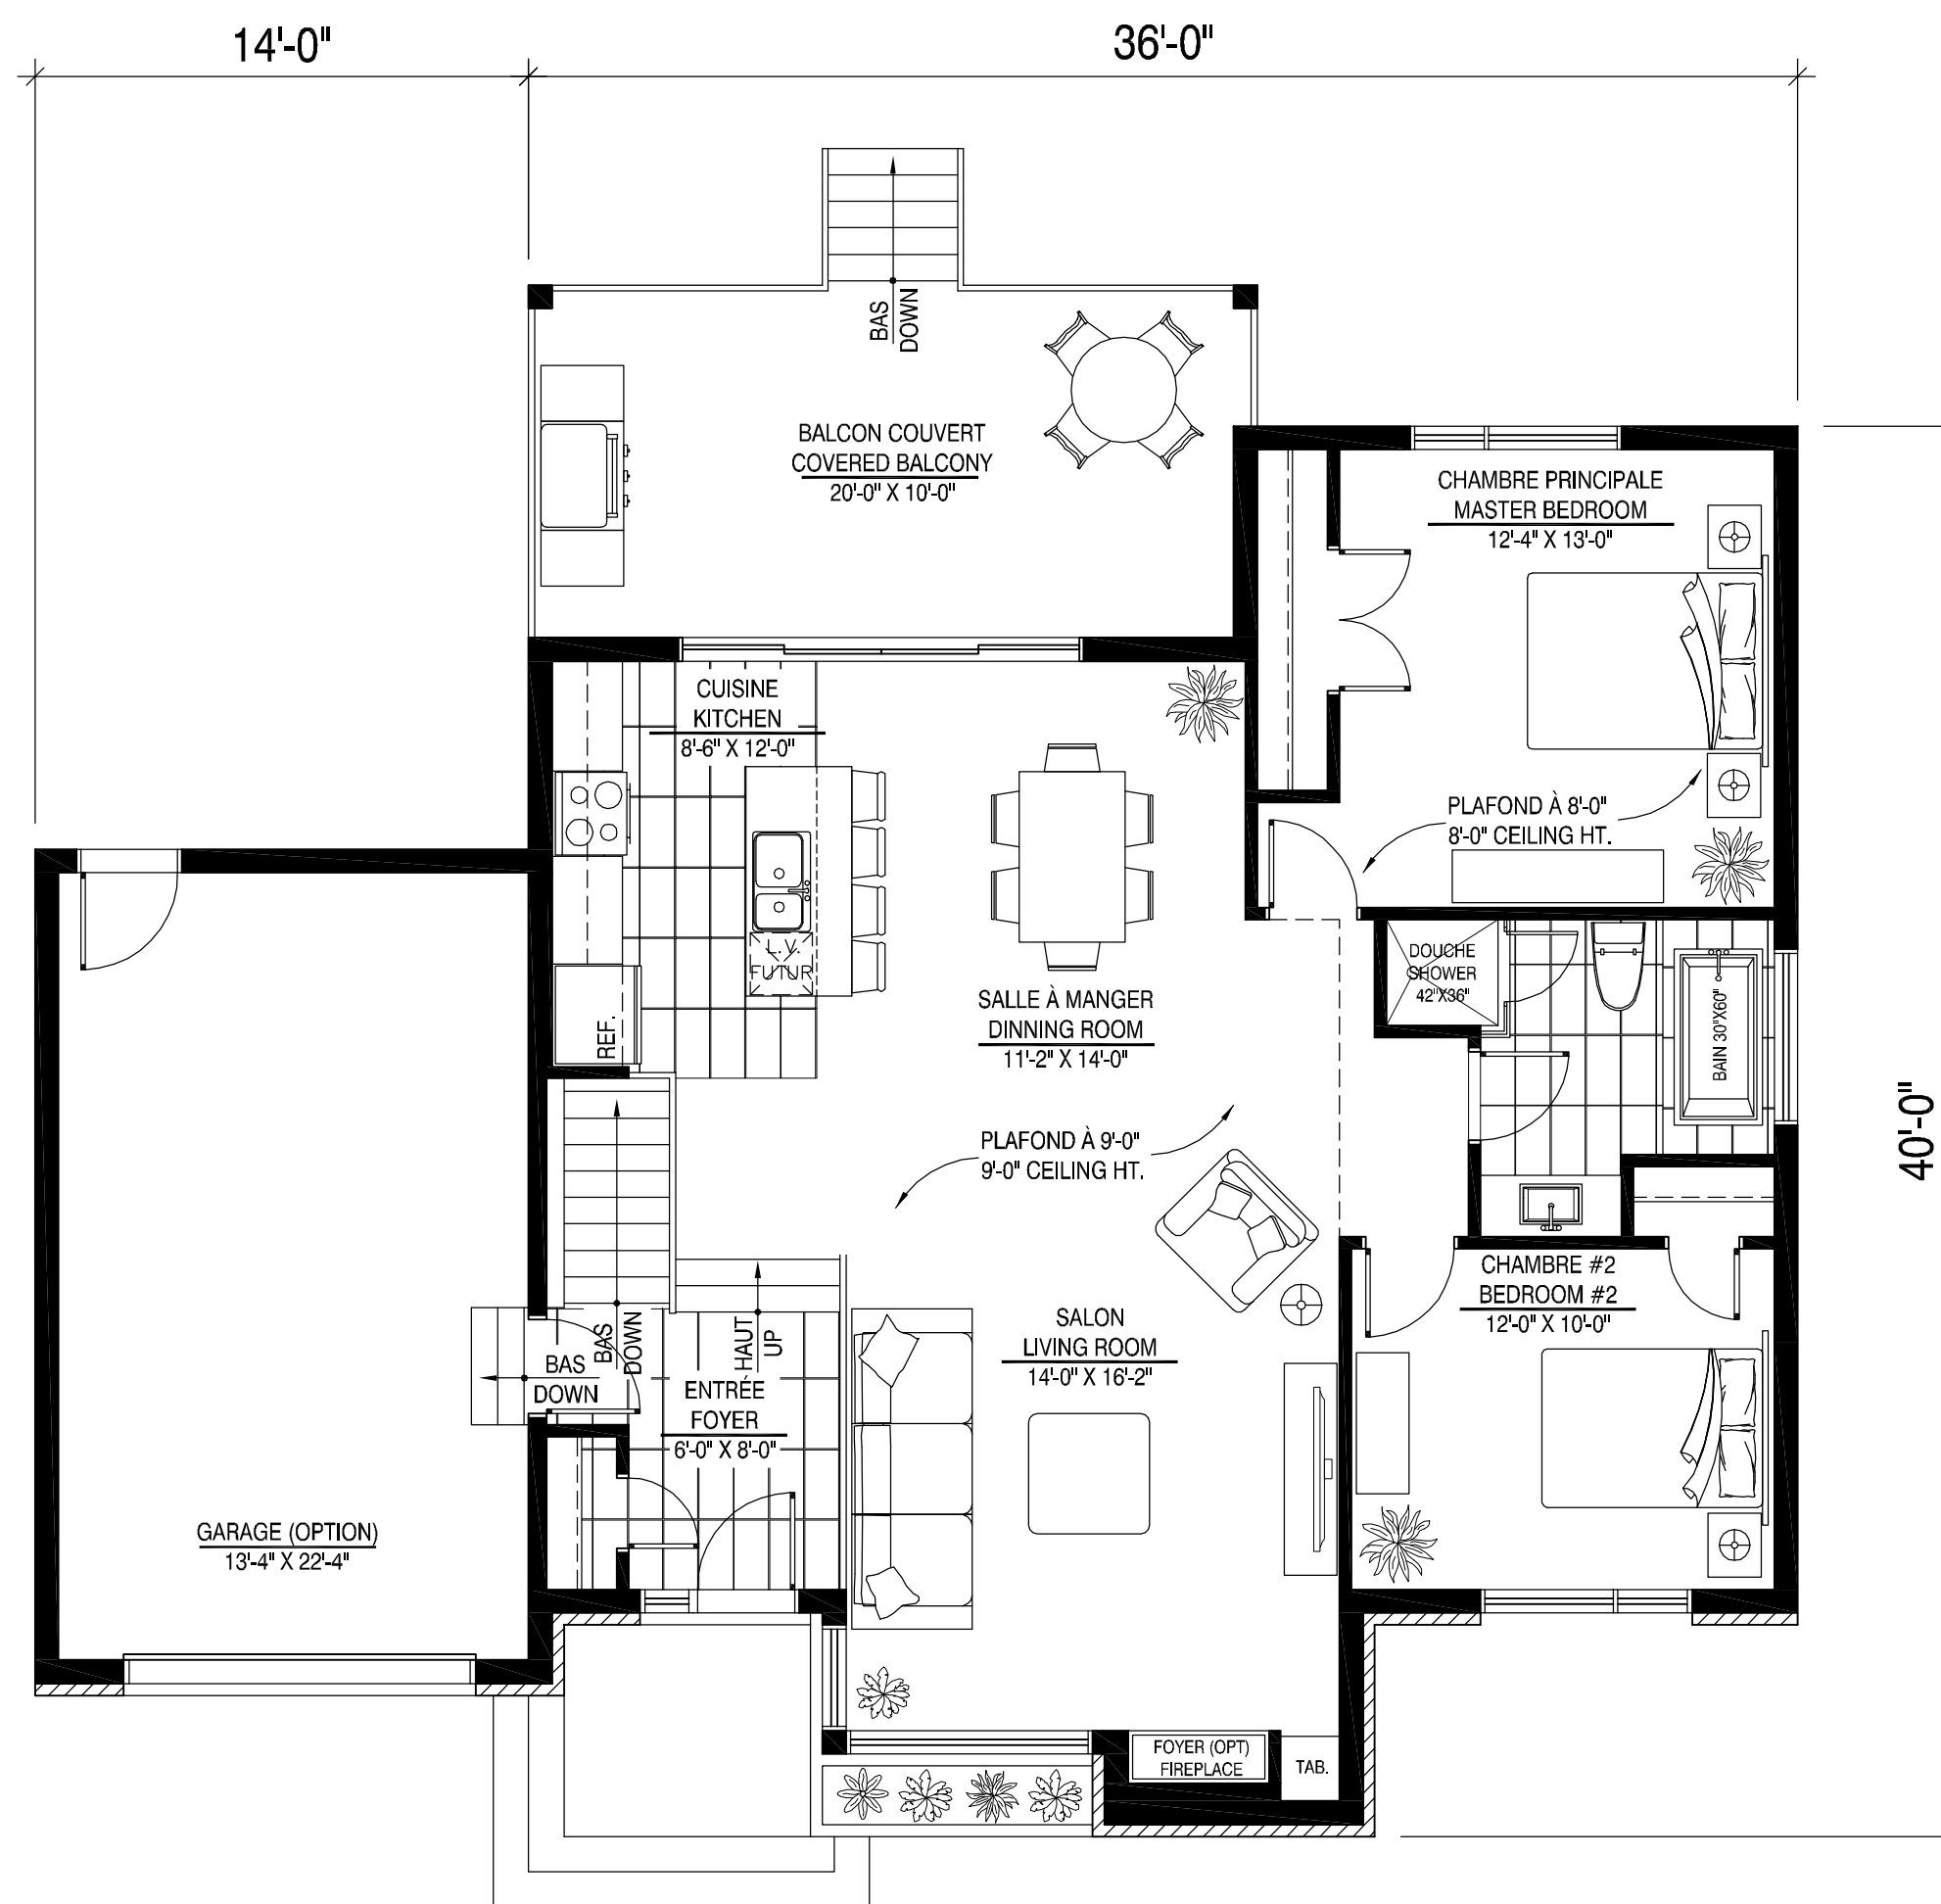 14'-0"
36'-0"
BAS
DOWN
BALCON COUVERT
COVERED BALCONY
20'-0" X 10'-0"
CHAMBRE PRINCIPALE
MASTER BEDROOM
12'-4" X 13'-0"
CUISINE
KITCHEN
8'-6" X 12'-0"
PLAFOND À 8'-0"
8'-0" CEILING HT.
L.V.
FUTUR
REF.
DOUCHE
SHOWER
42"X36"
BAIN 30"X60"
SALLE À MANGER
DINNING ROOM
11'-2" X 14'-0"
40'-0"
PLAFOND À 9'-0"
9'-0" CEILING HT.
CHAMBRE #2
BEDROOM #2
12'-0" X 10'-0"
BAS
DOWN
HAUT
UP
BAS
DOWN
SALON
LIVING ROOM
14'-0" X 16'-2"
ENTRÉE
FOYER
6'-0" X 8'-0"
GARAGE (OPTION)
13'-4" X 22'-4"
FOYER (OPT)
FIREPLACE
TAB.